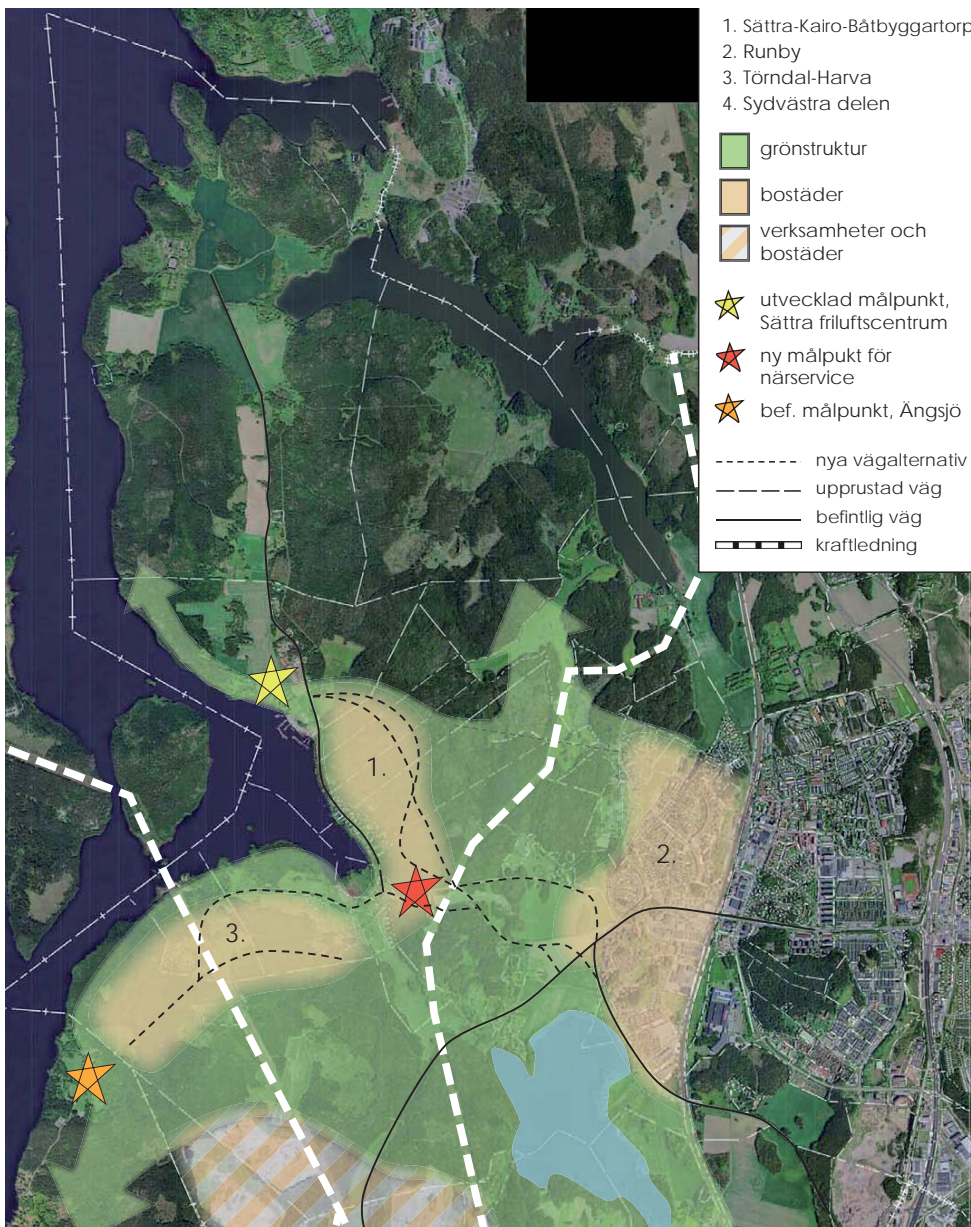 1. Sättra-Kairo-Båtbyggartorp
2. Runby
3. Törndal-Harva
4. Sydvästra delen
grönstruktur
bostäder
verksamheter och
bostäder
utvecklad målpunkt,
Sättra friluftscentrum
ny målpukt för
närservice
bef. målpunkt, Ängsjö
nya vägalternativ
upprustad väg
befintlig väg
kraftledning
1.
2.
3.